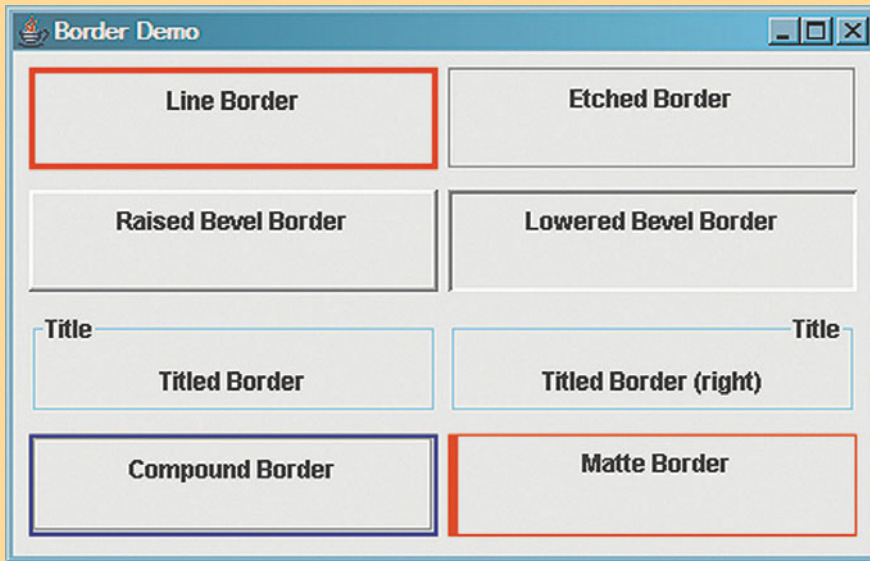 Border Demo
Line Border
Etched Border
Raised Bevel Border
Lowered Bevel Border
Title
Title
Titled Border
Titled Border (right)
Compound Border
Matte Border